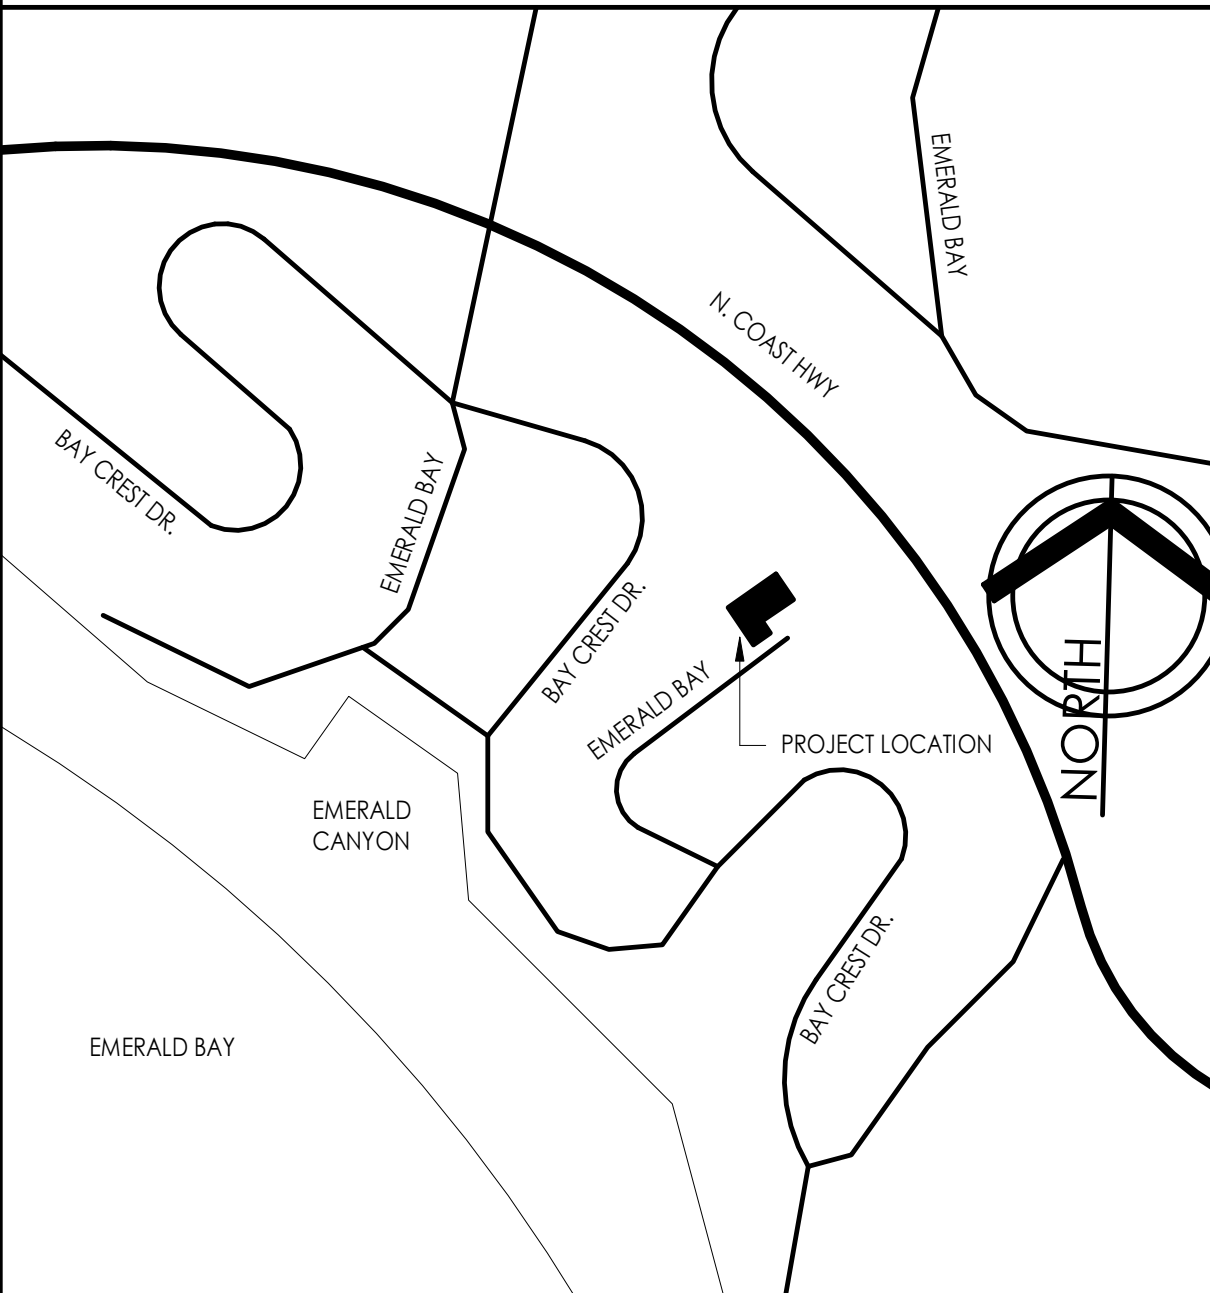 EMERALD BAY
N. COAST HWY
BAY CREST DR.
EMERALD BAY
BAY CREST DR.
EMERALD BAY
NORTH
PROJECT LOCATION
EMERALD
CANYON
BAY CREST DR.
EMERALD BAY